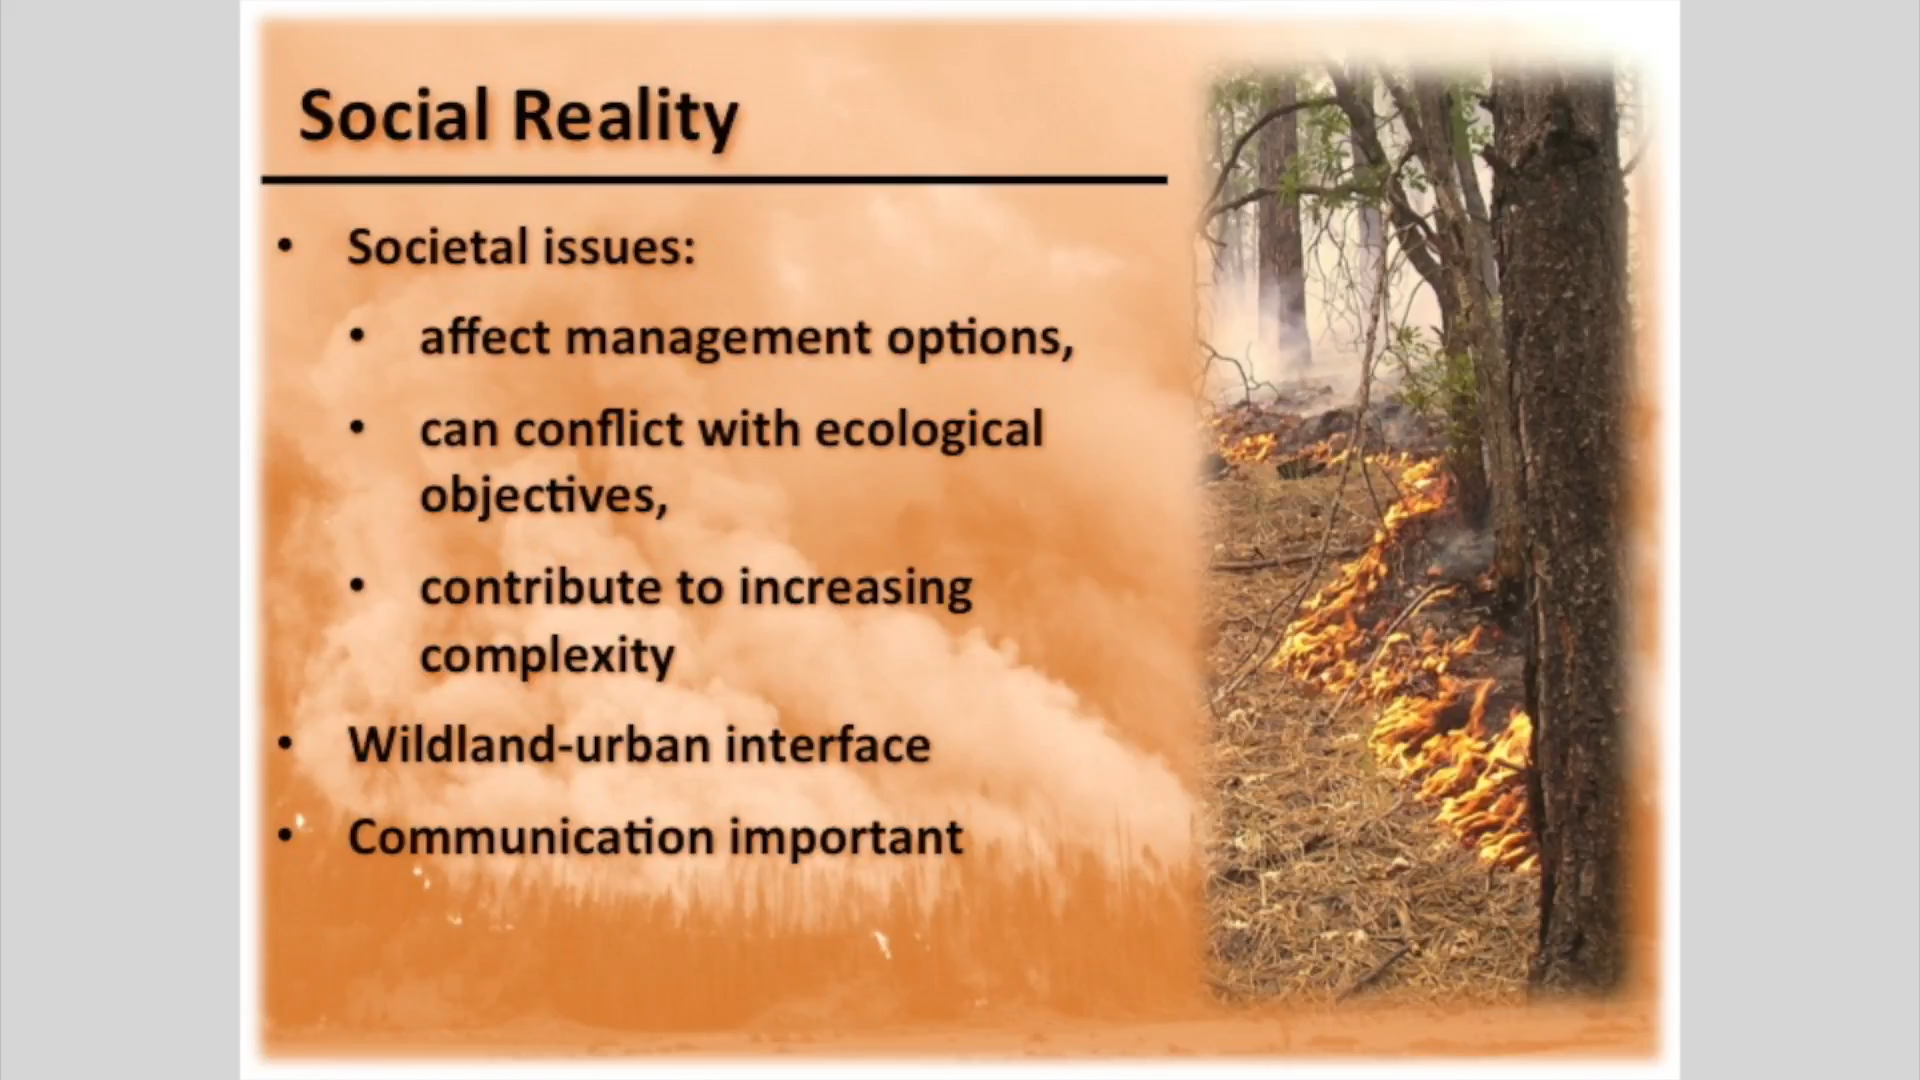 Social Reality
• Societal issues:
• affect management options,
• can conflict with ecological
objectives,
• contribute to increasing
complexity
• Wildland-urban interface
• Communication important